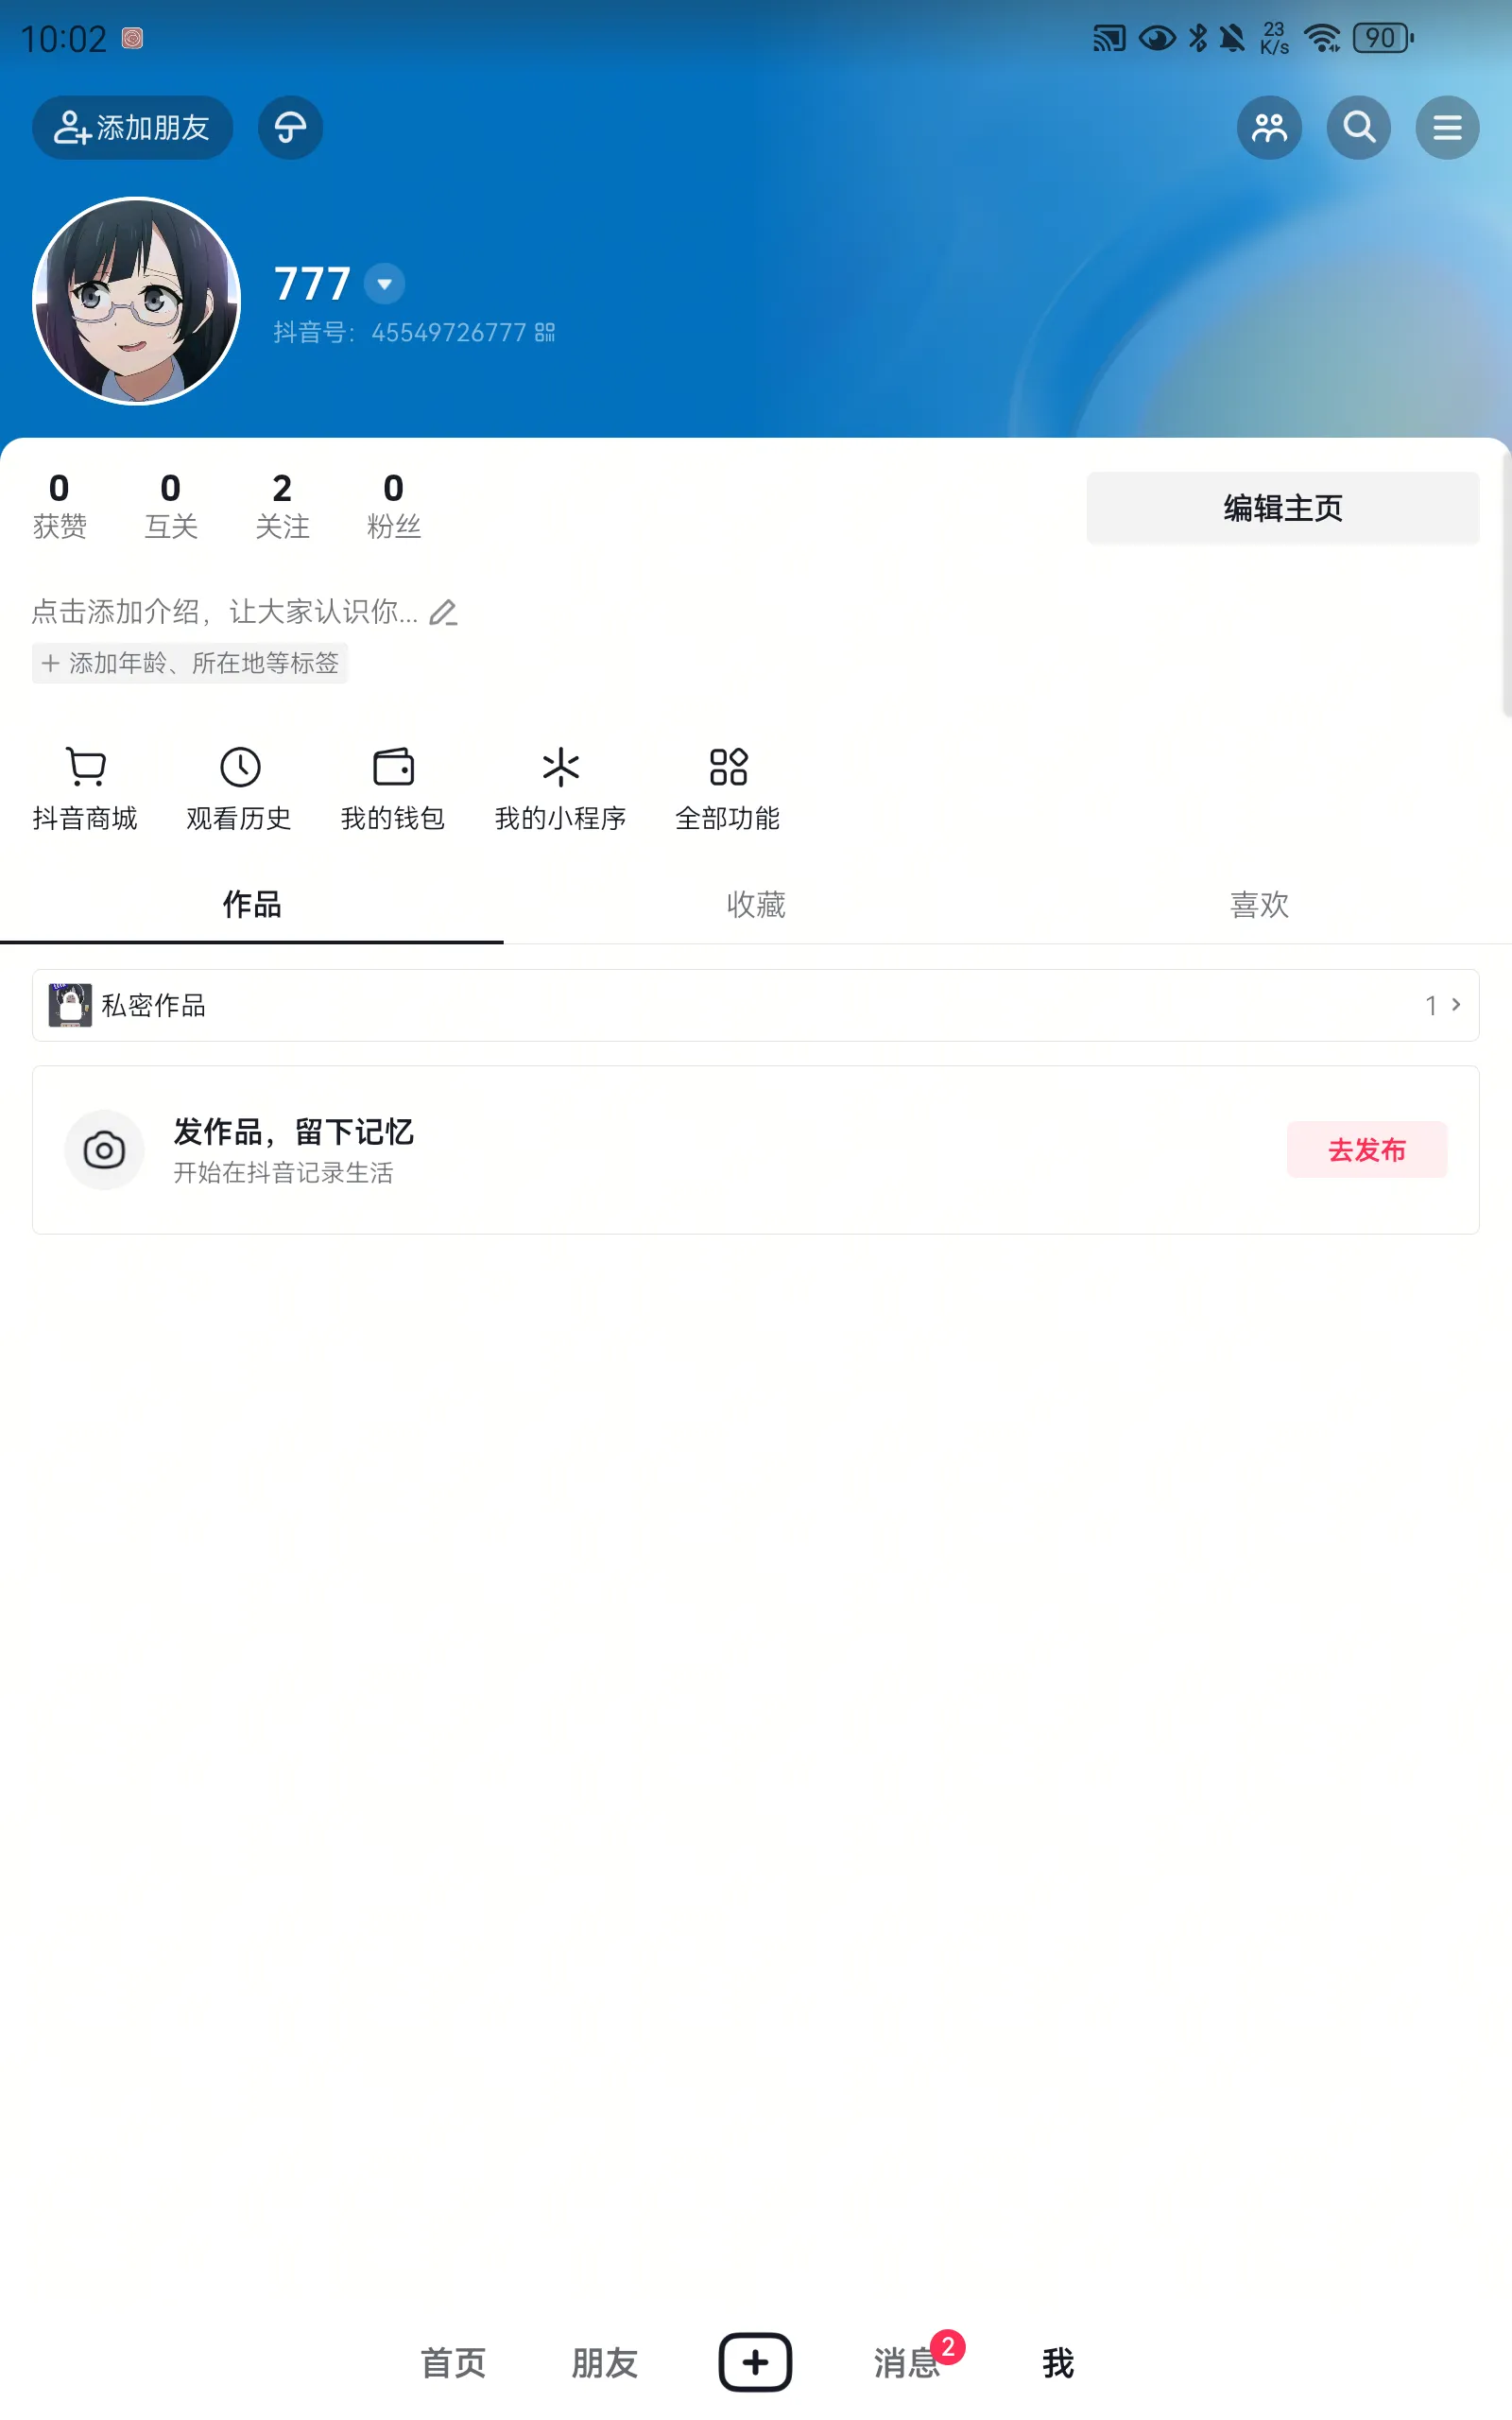 10:02
23 K/s
90
添加朋友
777
抖音号：45549726777
0 0 2 0
获赞 互关 关注 粉丝
编辑主页
点击添加介绍，让大家认识你...
+ 添加年龄、所在地等标签
抖音商城 观看历史 我的钱包 我的小程序 全部功能
作品 收藏 喜欢
私密作品 1
发作品，留下记忆
开始在抖音记录生活
去发布
首页 朋友 消息 2 我